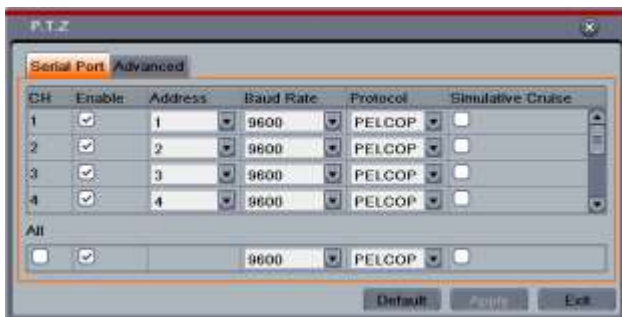 P.T.Z
Serial Port Advanced
CH Enable Address Baud Rate Protocol Simulative Cruise
1 1 9600 PELCOP
2 2 9600 PELCOP
3 3 9600 PELCOP
4 4 9600 PELCOP
All
9600 PELCOP
Default Apply Exit